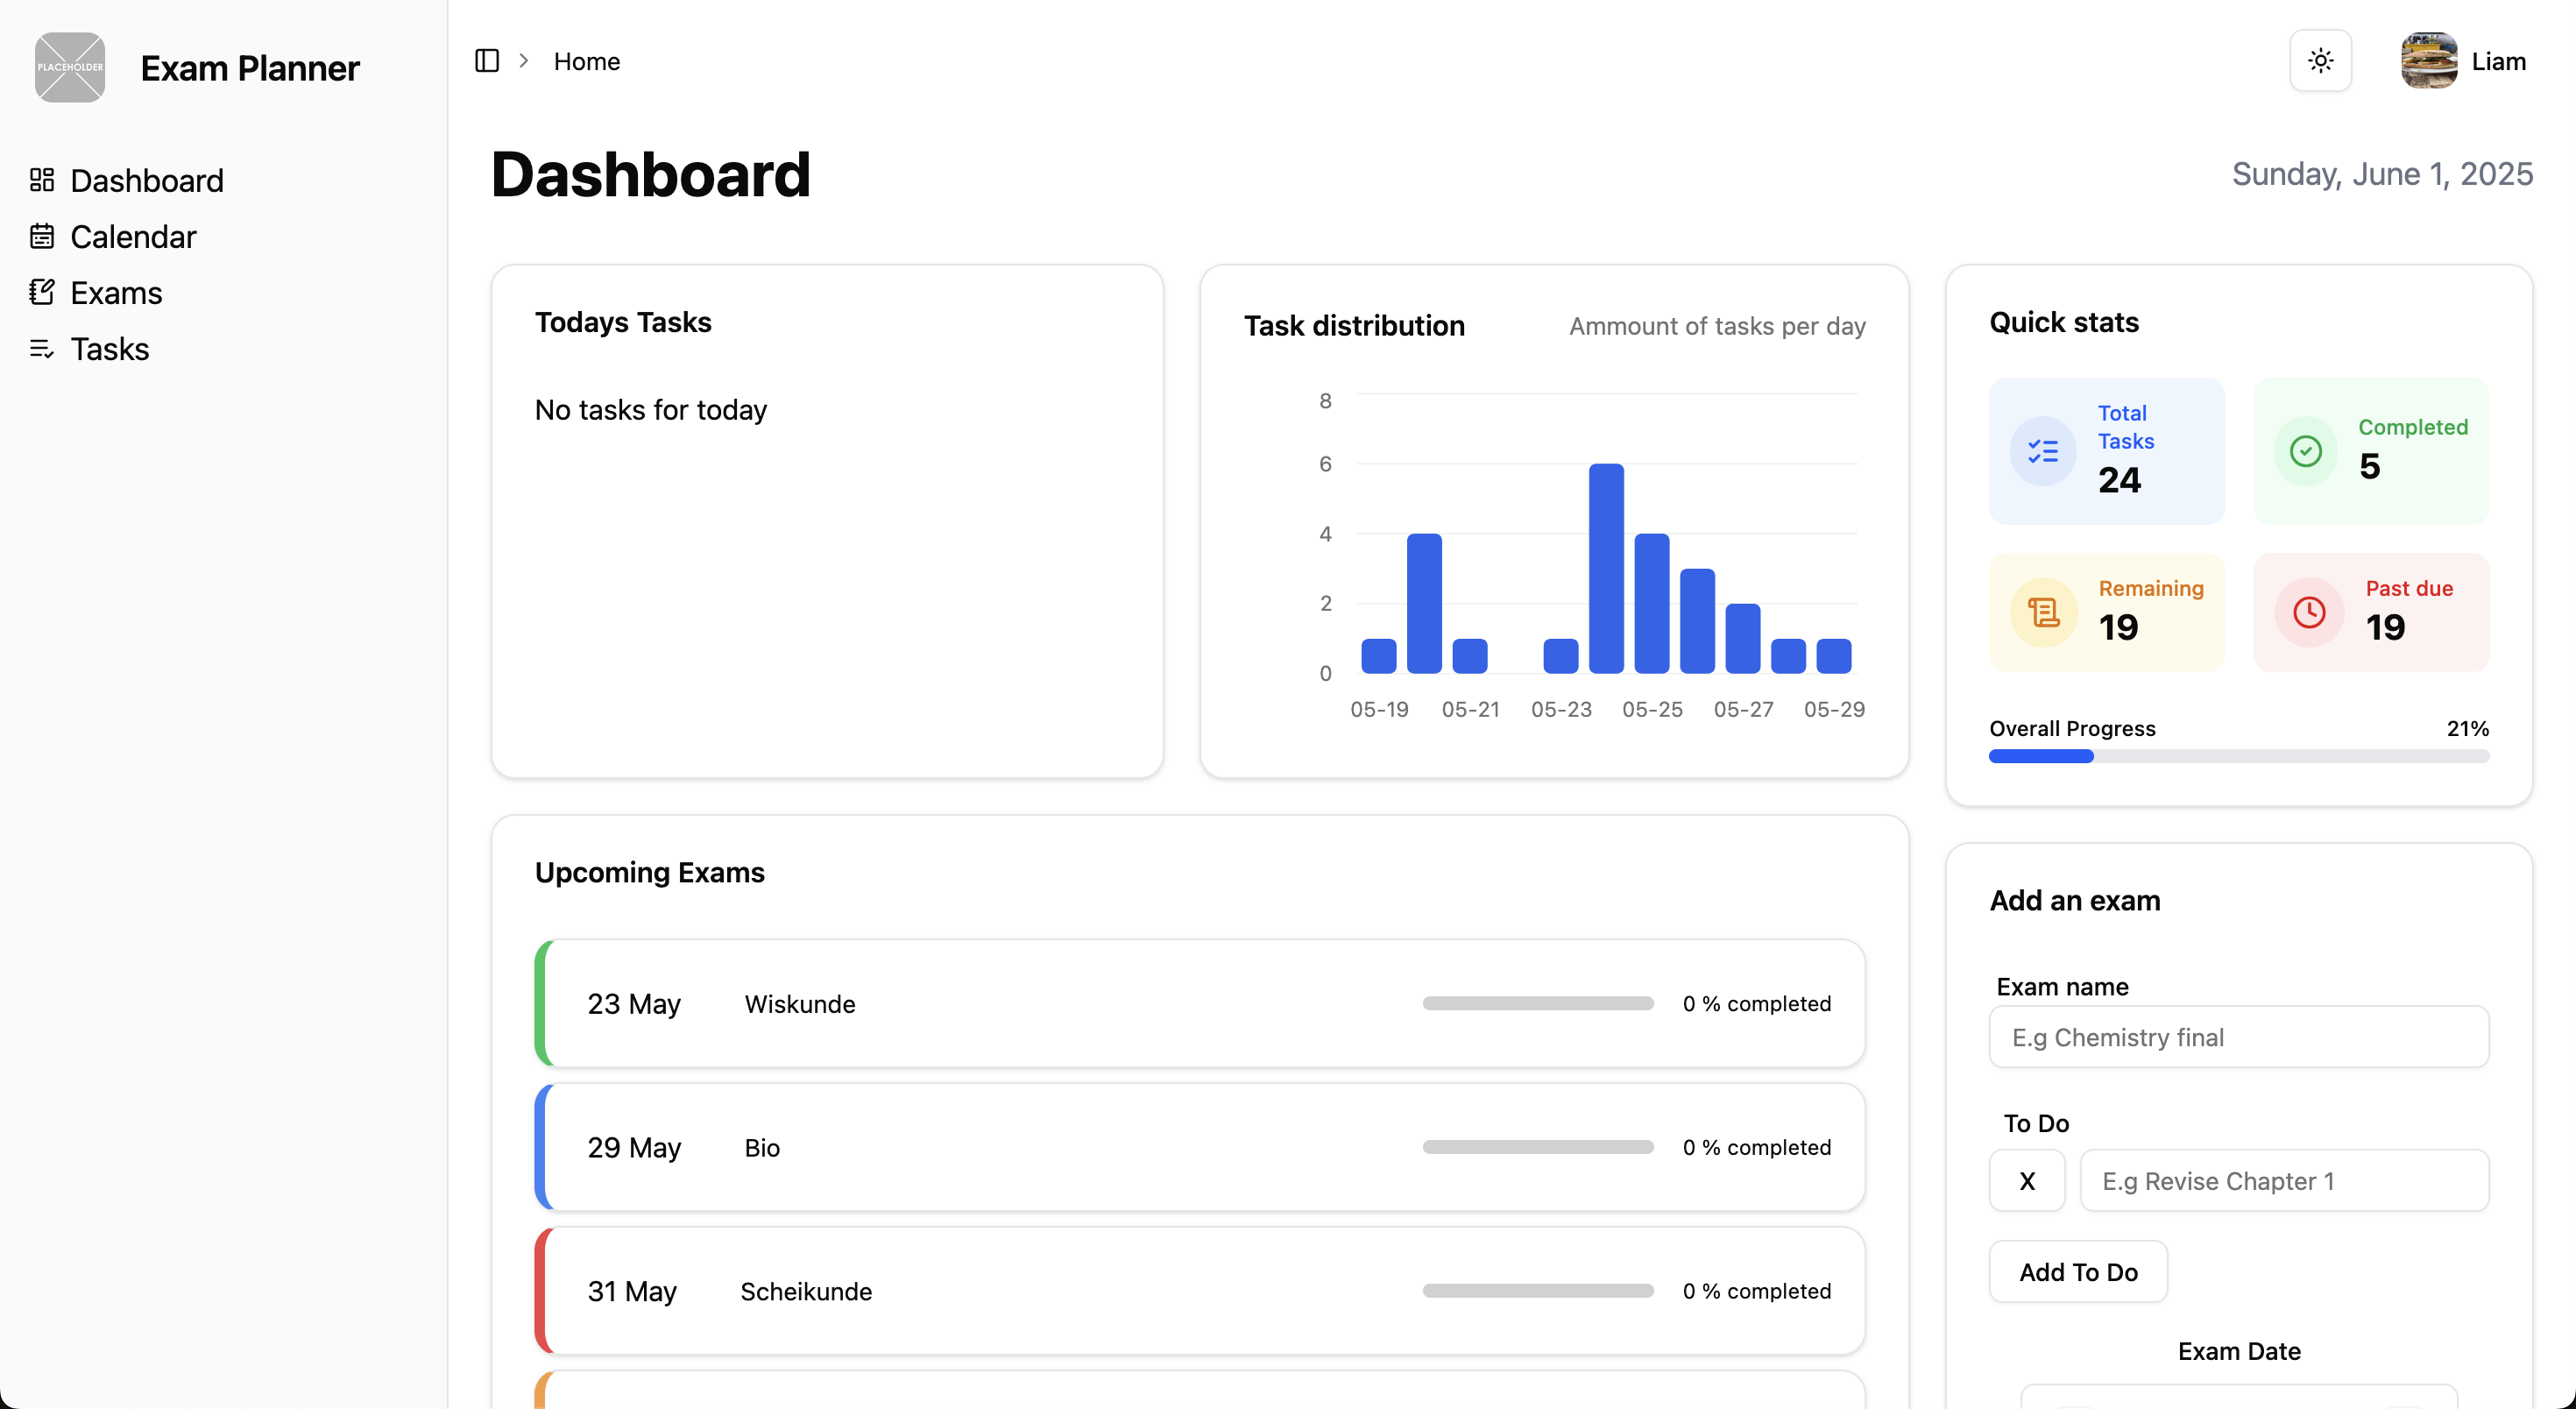 PLACEHOLDER
Exam Planner
Dashboard
Calendar
Exams
Tasks
Home
Liam
Dashboard
Sunday, June 1, 2025
Todays Tasks
No tasks for today
Task distribution
Ammount of tasks per day
8
6
4
2
0
05-19 05-21 05-23 05-25 05-27 05-29
Quick stats
Total
Tasks
24
Completed
5
Remaining
19
Past due
19
Overall Progress
21%
Upcoming Exams
23 May Wiskunde 0 % completed
29 May Bio 0 % completed
31 May Scheikunde 0 % completed
Add an exam
Exam name
E.g Chemistry final
To Do
X
E.g Revise Chapter 1
Add To Do
Exam Date